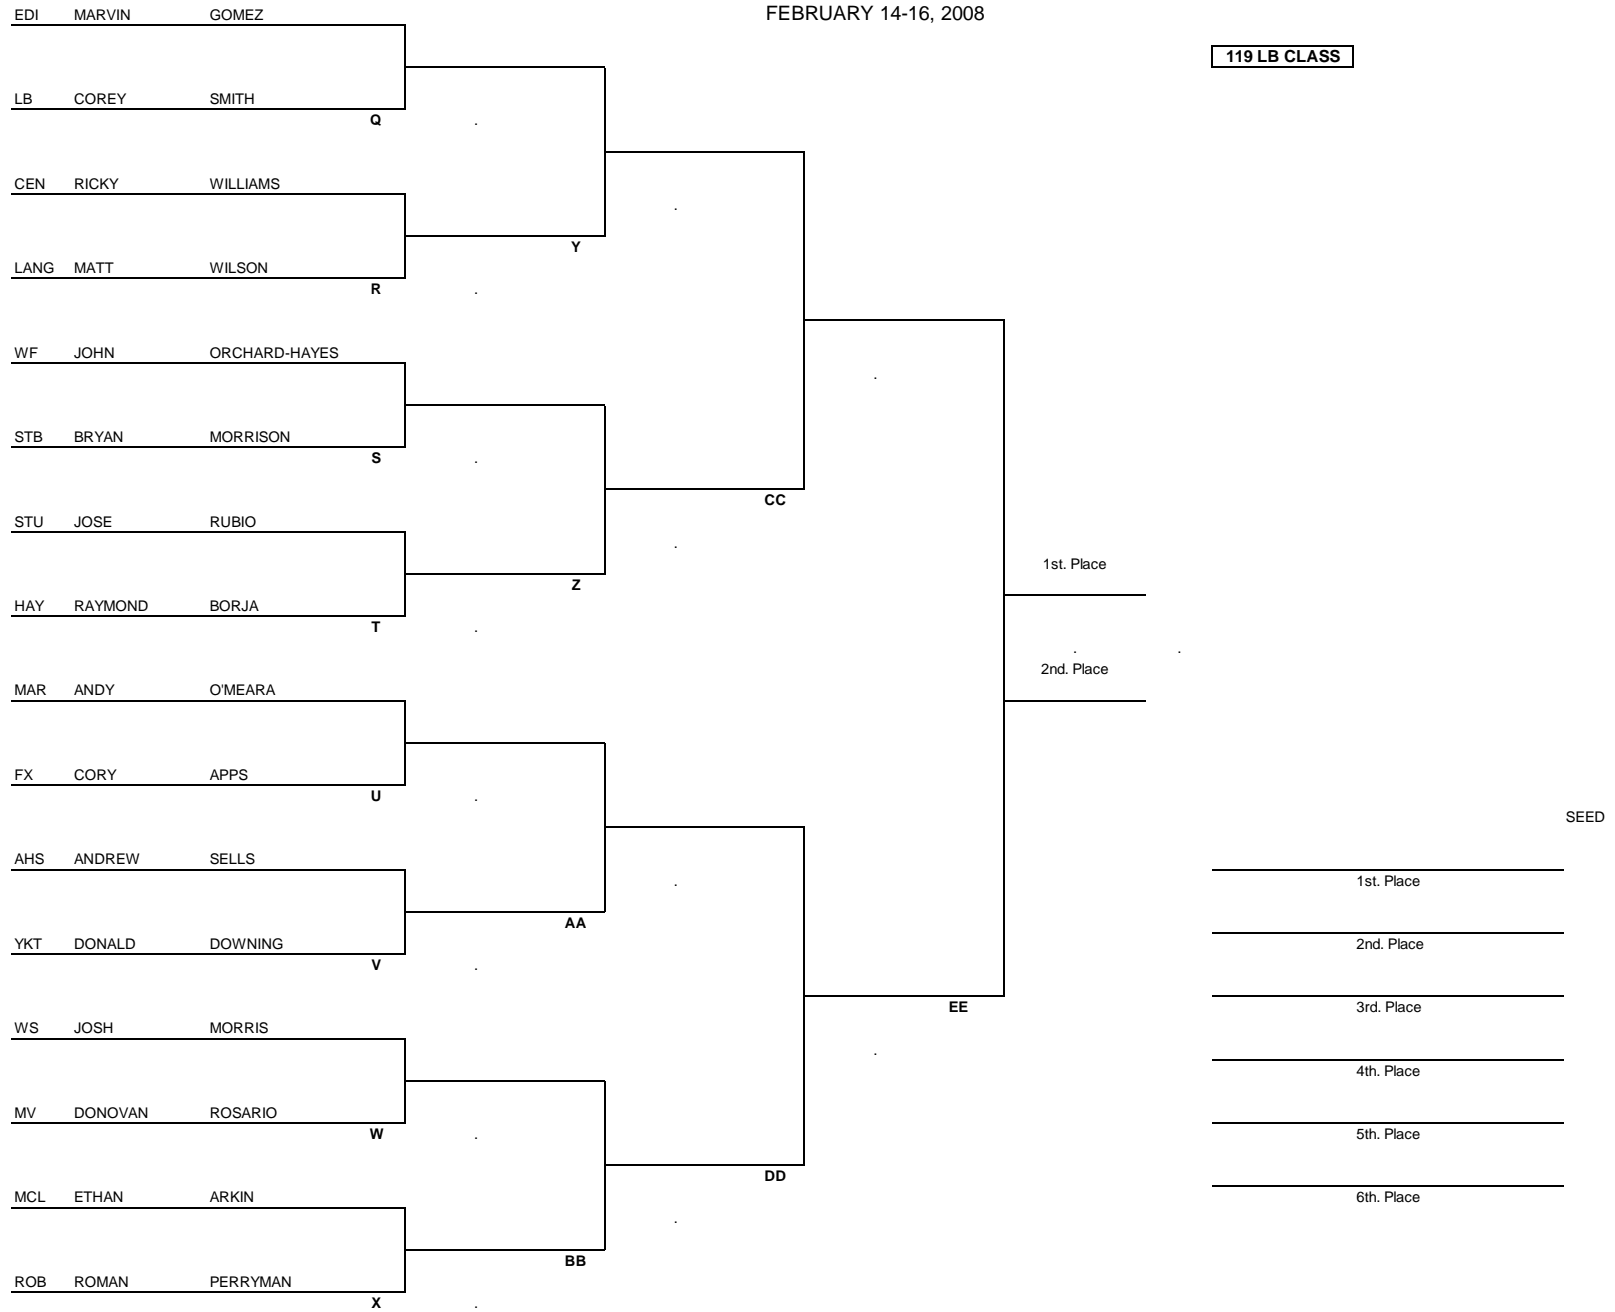 EDI MARVIN GOMEZ FEBRUARY 14-16, 2008
119 LB CLASS
LB COREY SMITH
Q .
CEN RICKY WILLIAMS
.
Y
LANG MATT WILSON
R .
WF JOHN ORCHARD-HAYES
.
STB BRYAN MORRISON
S .
CC
STU JOSE RUBIO
.
1st. Place
Z
HAY RAYMOND BORJA
T .
. .
2nd. Place
MAR ANDY O'MEARA
FX CORY APPS
U .
SEED
AHS ANDREW SELLS
. 1st. Place
AA
YKT DONALD DOWNING 2nd. Place
V .
EE 3rd. Place
WS JOSH MORRIS
.
4th. Place
MV DONOVAN ROSARIO
W . 5th. Place
DD
MCL ETHAN ARKIN 6th. Place
.
BB
ROB ROMAN PERRYMAN
X .